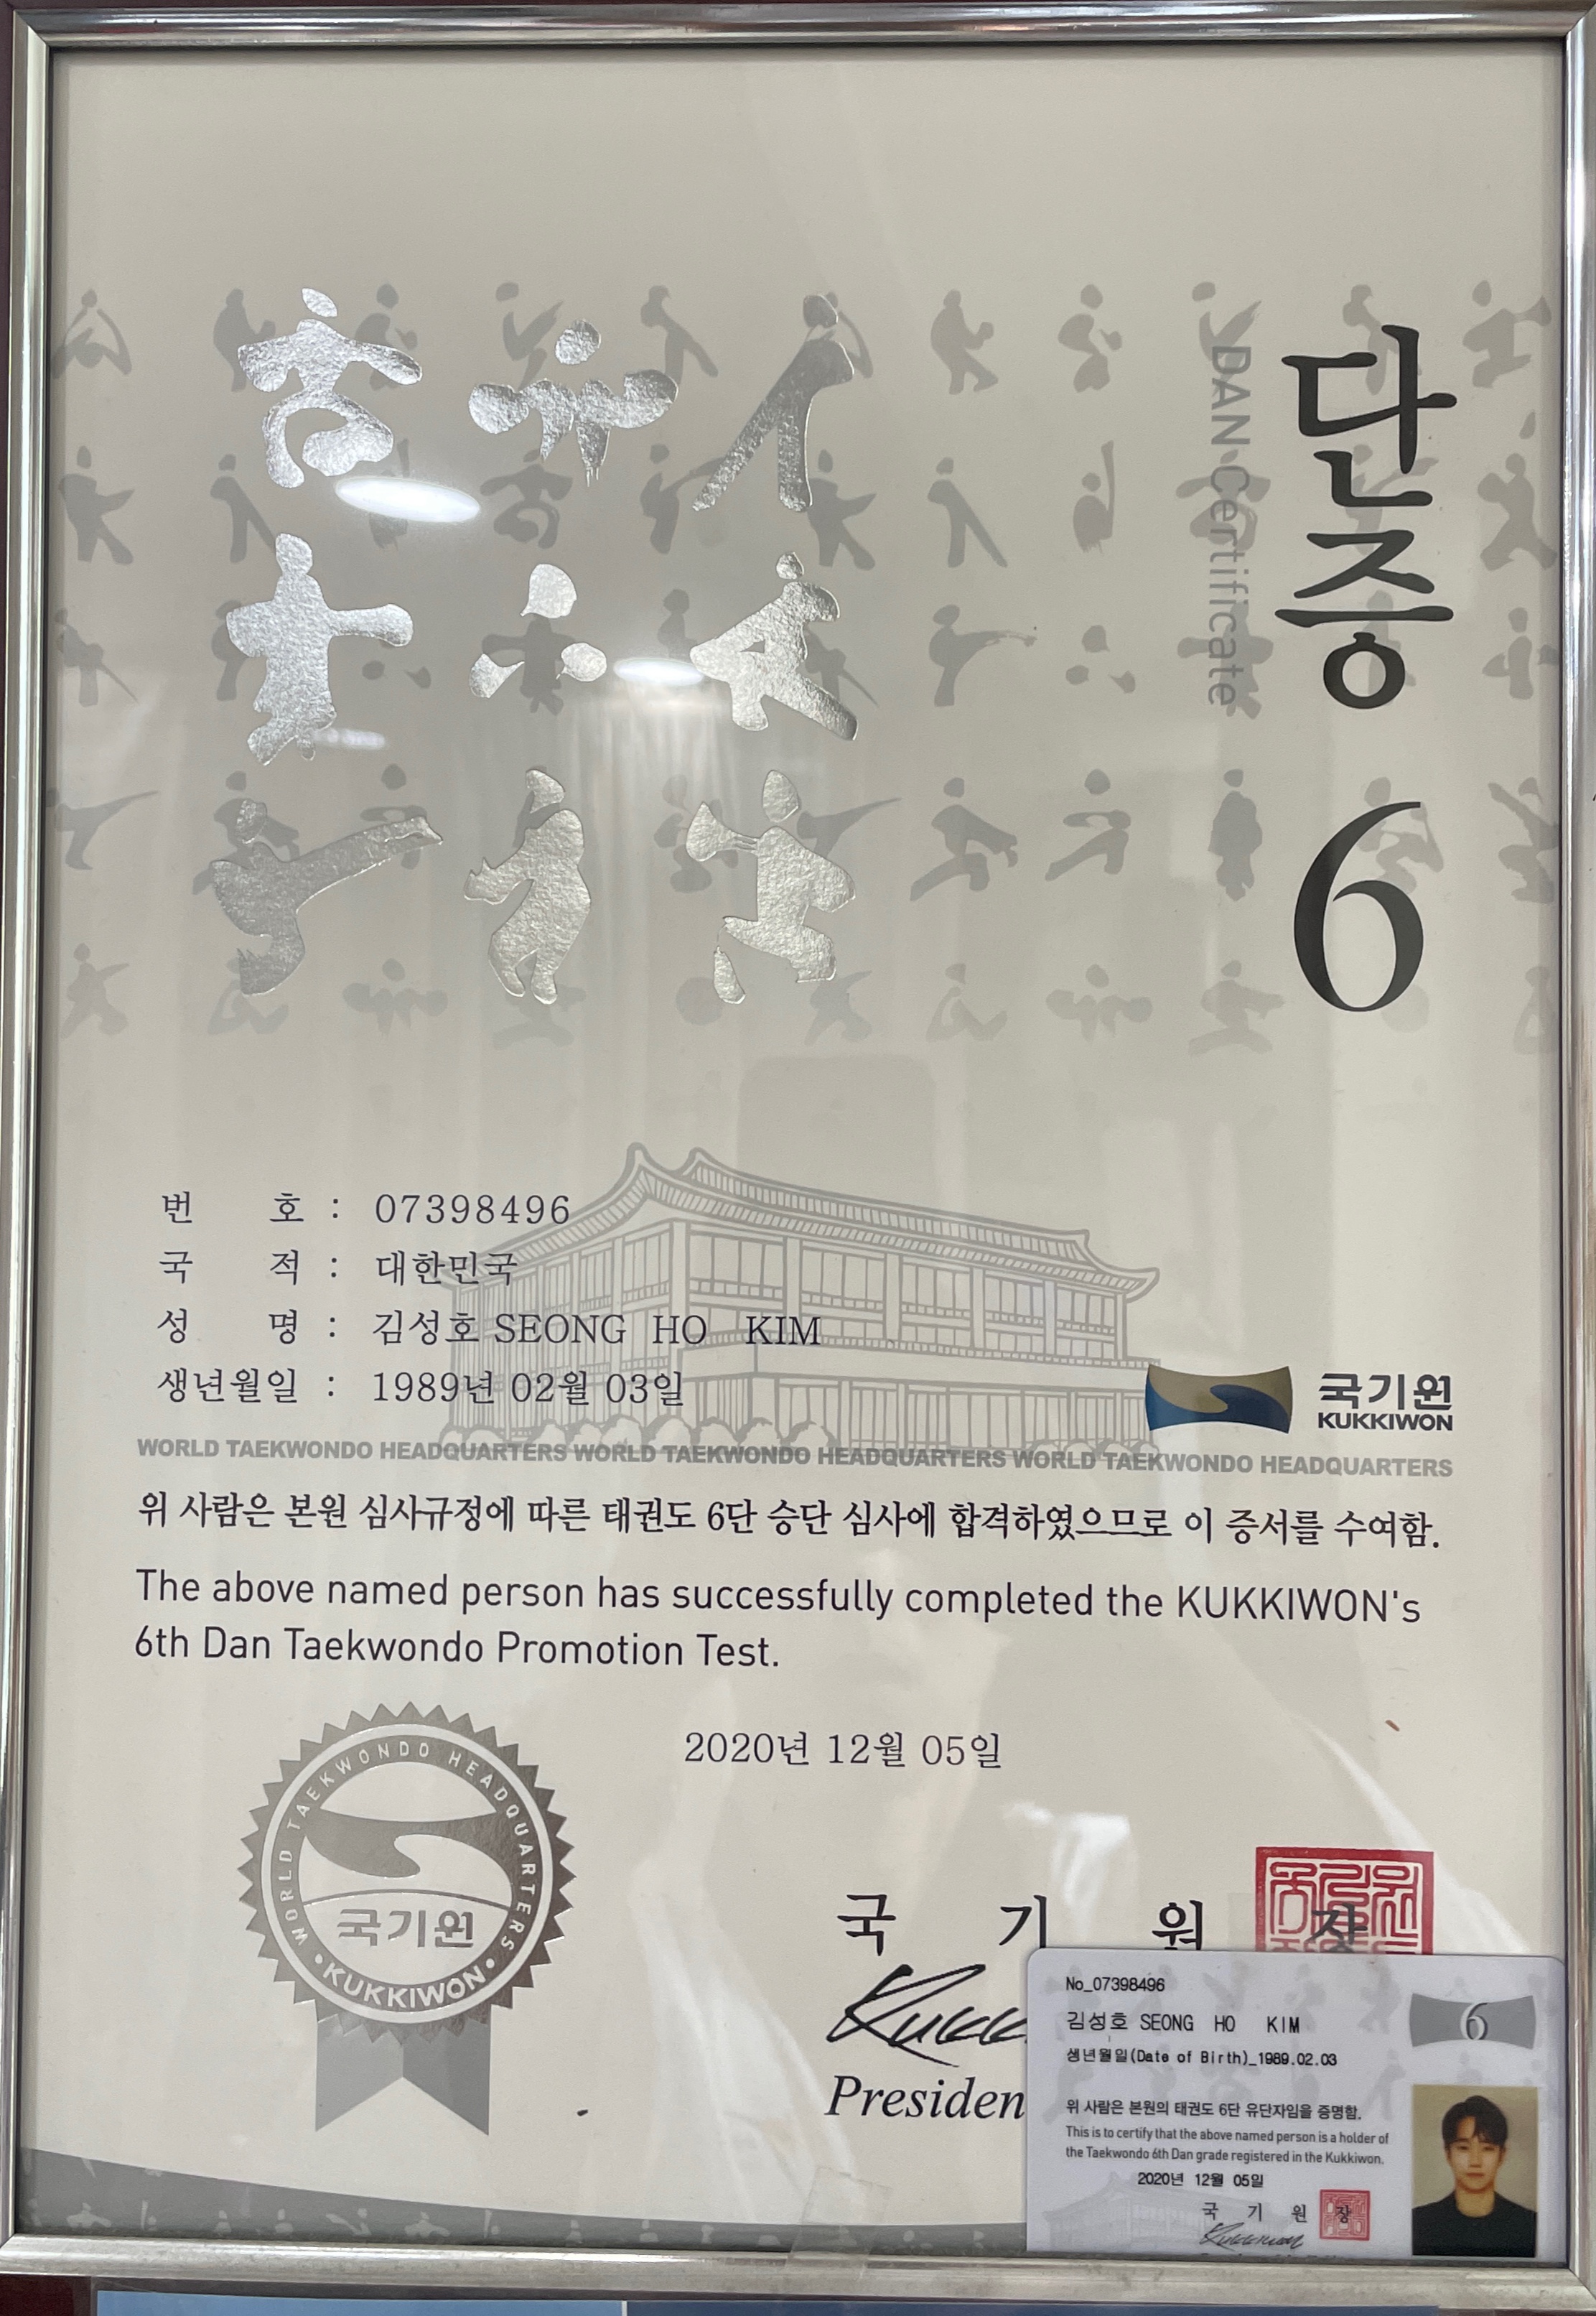 단증 6
DAN Certificate
번 호 : 07398496
국 적 : 대한민국
성 명 : 김성호 SEONG HO KIM
생년월일 : 1989년 02월 03일
국기원
KUKKIWON
WORLD TAEKWONDO HEADQUARTERS WORLD TAEKWONDO HEADQUARTERS WORLD TAEKWONDO HEADQUARTERS
위 사람은 본원 심사규정에 따른 태권도 6단 승단 심사에 합격하였으므로 이 증서를 수여함.
The above named person has successfully completed the KUKKIWON's
6th Dan Taekwondo Promotion Test.
2020년 12월 05일
WORLD TAEKWONDO HEADQUARTERS
국기원
•KUKKIWON•
국 기 원 장
Presiden
No_07398496
김성호 SEONG HO KIM
생년월일(Date of Birth)_1989.02.03
6
위 사람은 본원의 태권도 6단 유단자임을 증명함.
This is to certify that the above named person is a holder of
the Taekwondo 6th Dan grade registered in the Kukkiwon.
2020년 12월 05일
국 기 원 장